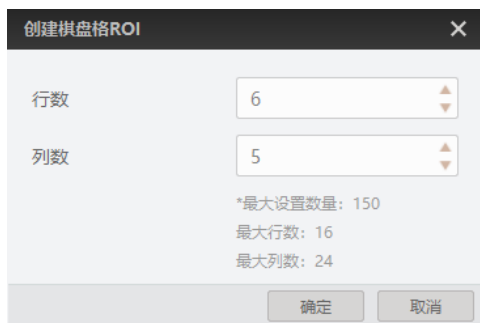 创建棋盘格ROI
行数 6
列数 5
*最大设置数量：150
最大行数：16
最大列数：24
确定 取消